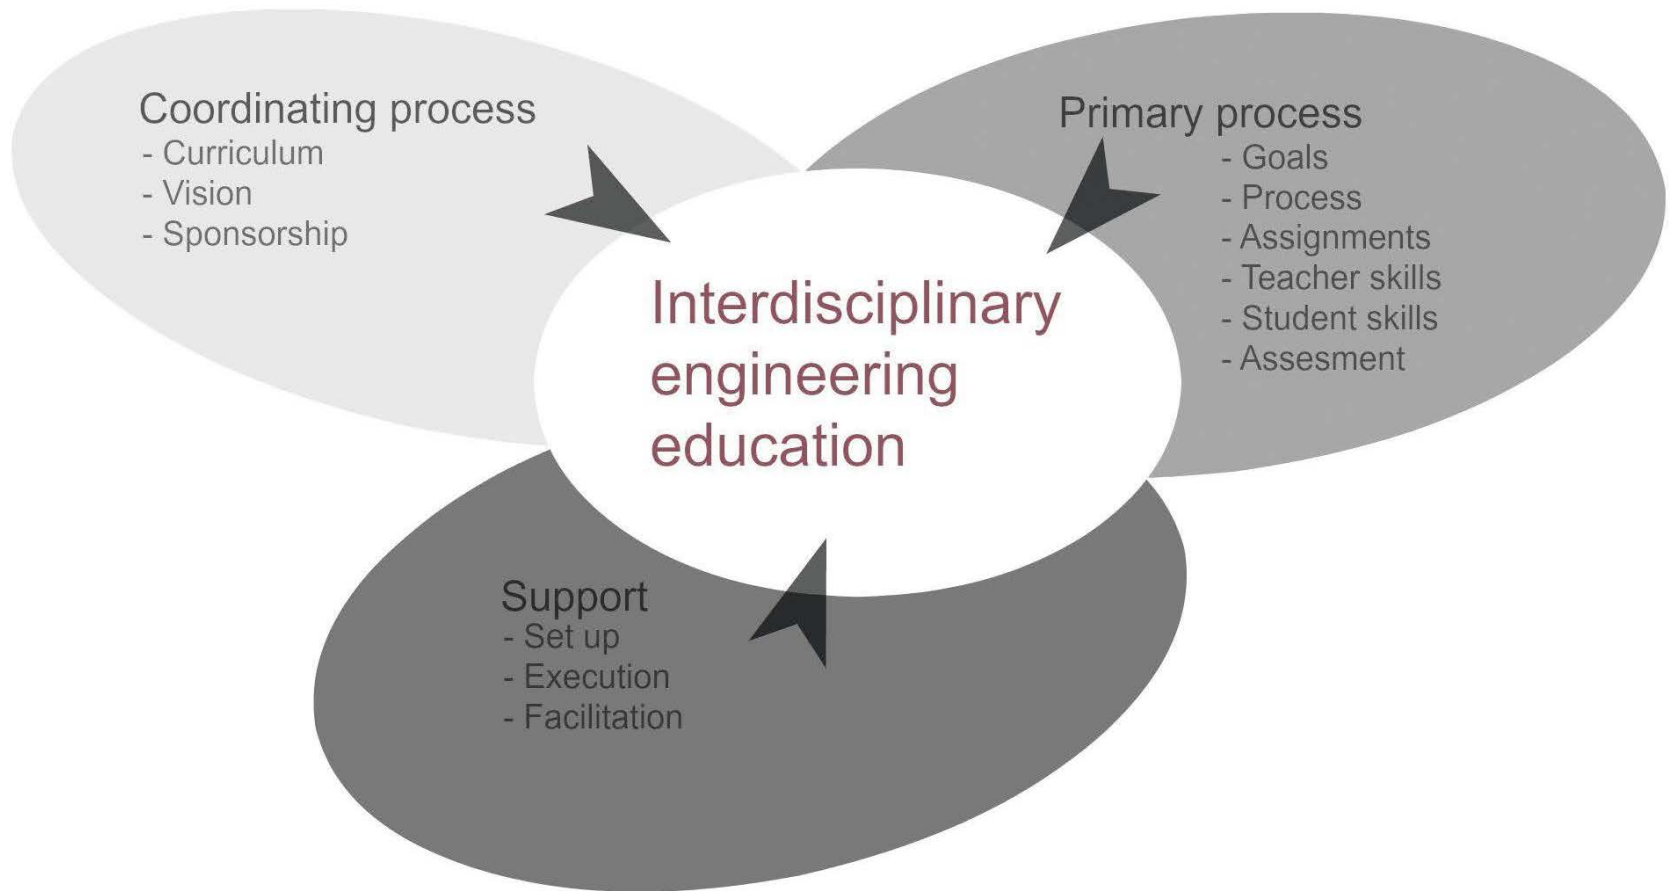 Coordinating process
- Curriculum
- Vision
- Sponsorship
Primary process
- Goals
- Process
- Assignments
- Teacher skills
- Student skills
- Assesment
Interdisciplinary
engineering
education
Support
- Set up
- Execution
- Facilitation